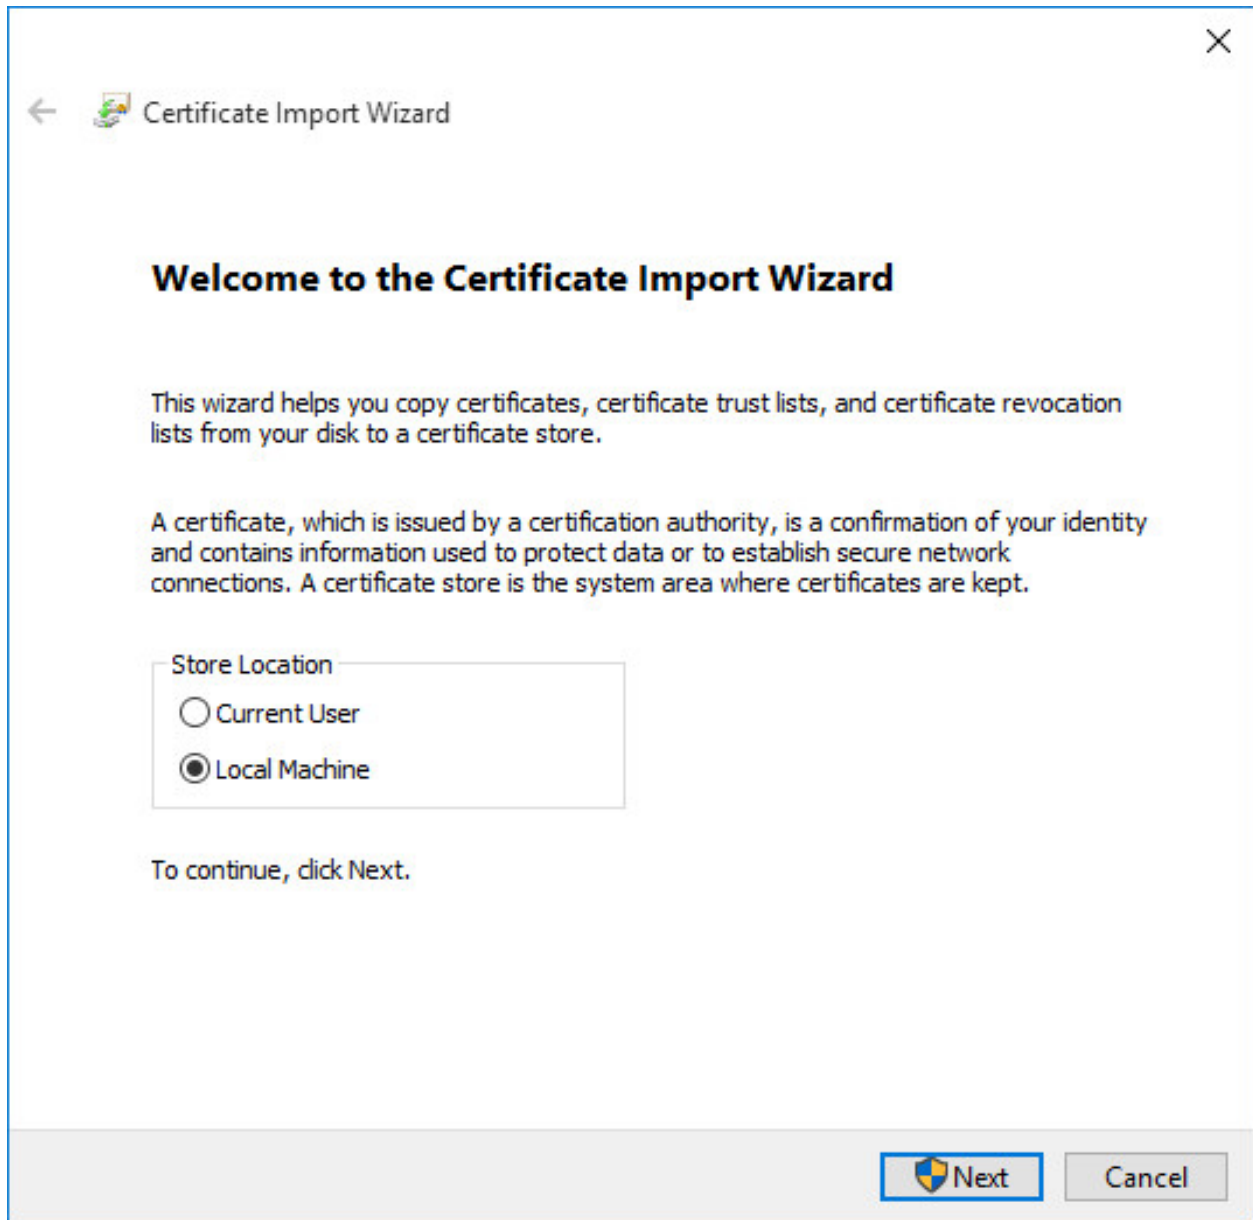 Certificate Import Wizard
Welcome to the Certificate Import Wizard
This wizard helps you copy certificates, certificate trust lists, and certificate revocation
lists from your disk to a certificate store.
A certificate, which is issued by a certification authority, is a confirmation of your identity
and contains information used to protect data or to establish secure network
connections. A certificate store is the system area where certificates are kept.
Store Location
Current User
Local Machine
To continue, click Next.
Next
Cancel